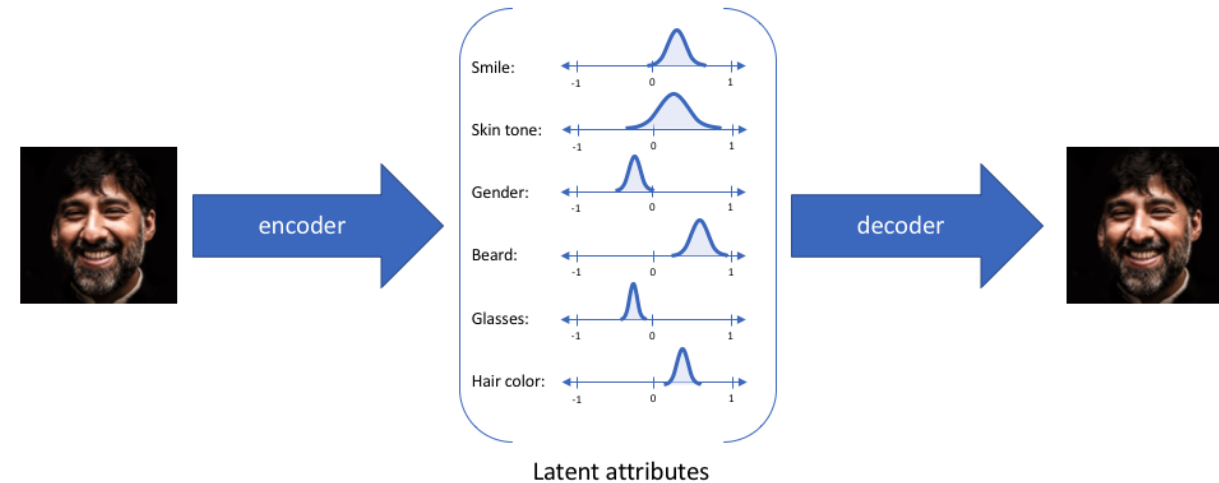 Smile:
-1 0 1
Skin tone:
-1 0 1
Gender:
-1 0 1
encoder
decoder
Beard:
-1 0 1
Glasses:
-1 0 1
Hair color:
-1 0 1
Latent attributes